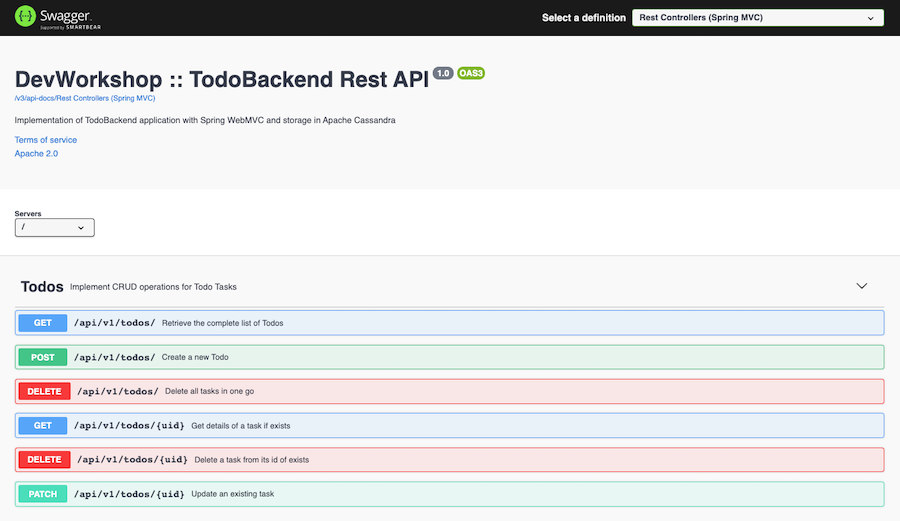 Swagger.
Supported by SMARTBEAR
Select a definition
Rest Controllers (Spring MVC)
DevWorkshop :: TodoBackend Rest API 1.0 OAS3
/v3/api-docs/Rest Controllers (Spring MVC)
Implementation of TodoBackend application with Spring WebMVC and storage in Apache Cassandra
Terms of service
Apache 2.0
Servers
/
Todos Implement CRUD operations for Todo Tasks
GET /api/v1/todos/ Retrieve the complete list of Todos
POST /api/v1/todos/ Create a new Todo
DELETE /api/v1/todos/ Delete all tasks in one go
GET /api/v1/todos/{uid} Get details of a task if exists
DELETE /api/v1/todos/{uid} Delete a task from its id of exists
PATCH /api/v1/todos/{uid} Update an existing task